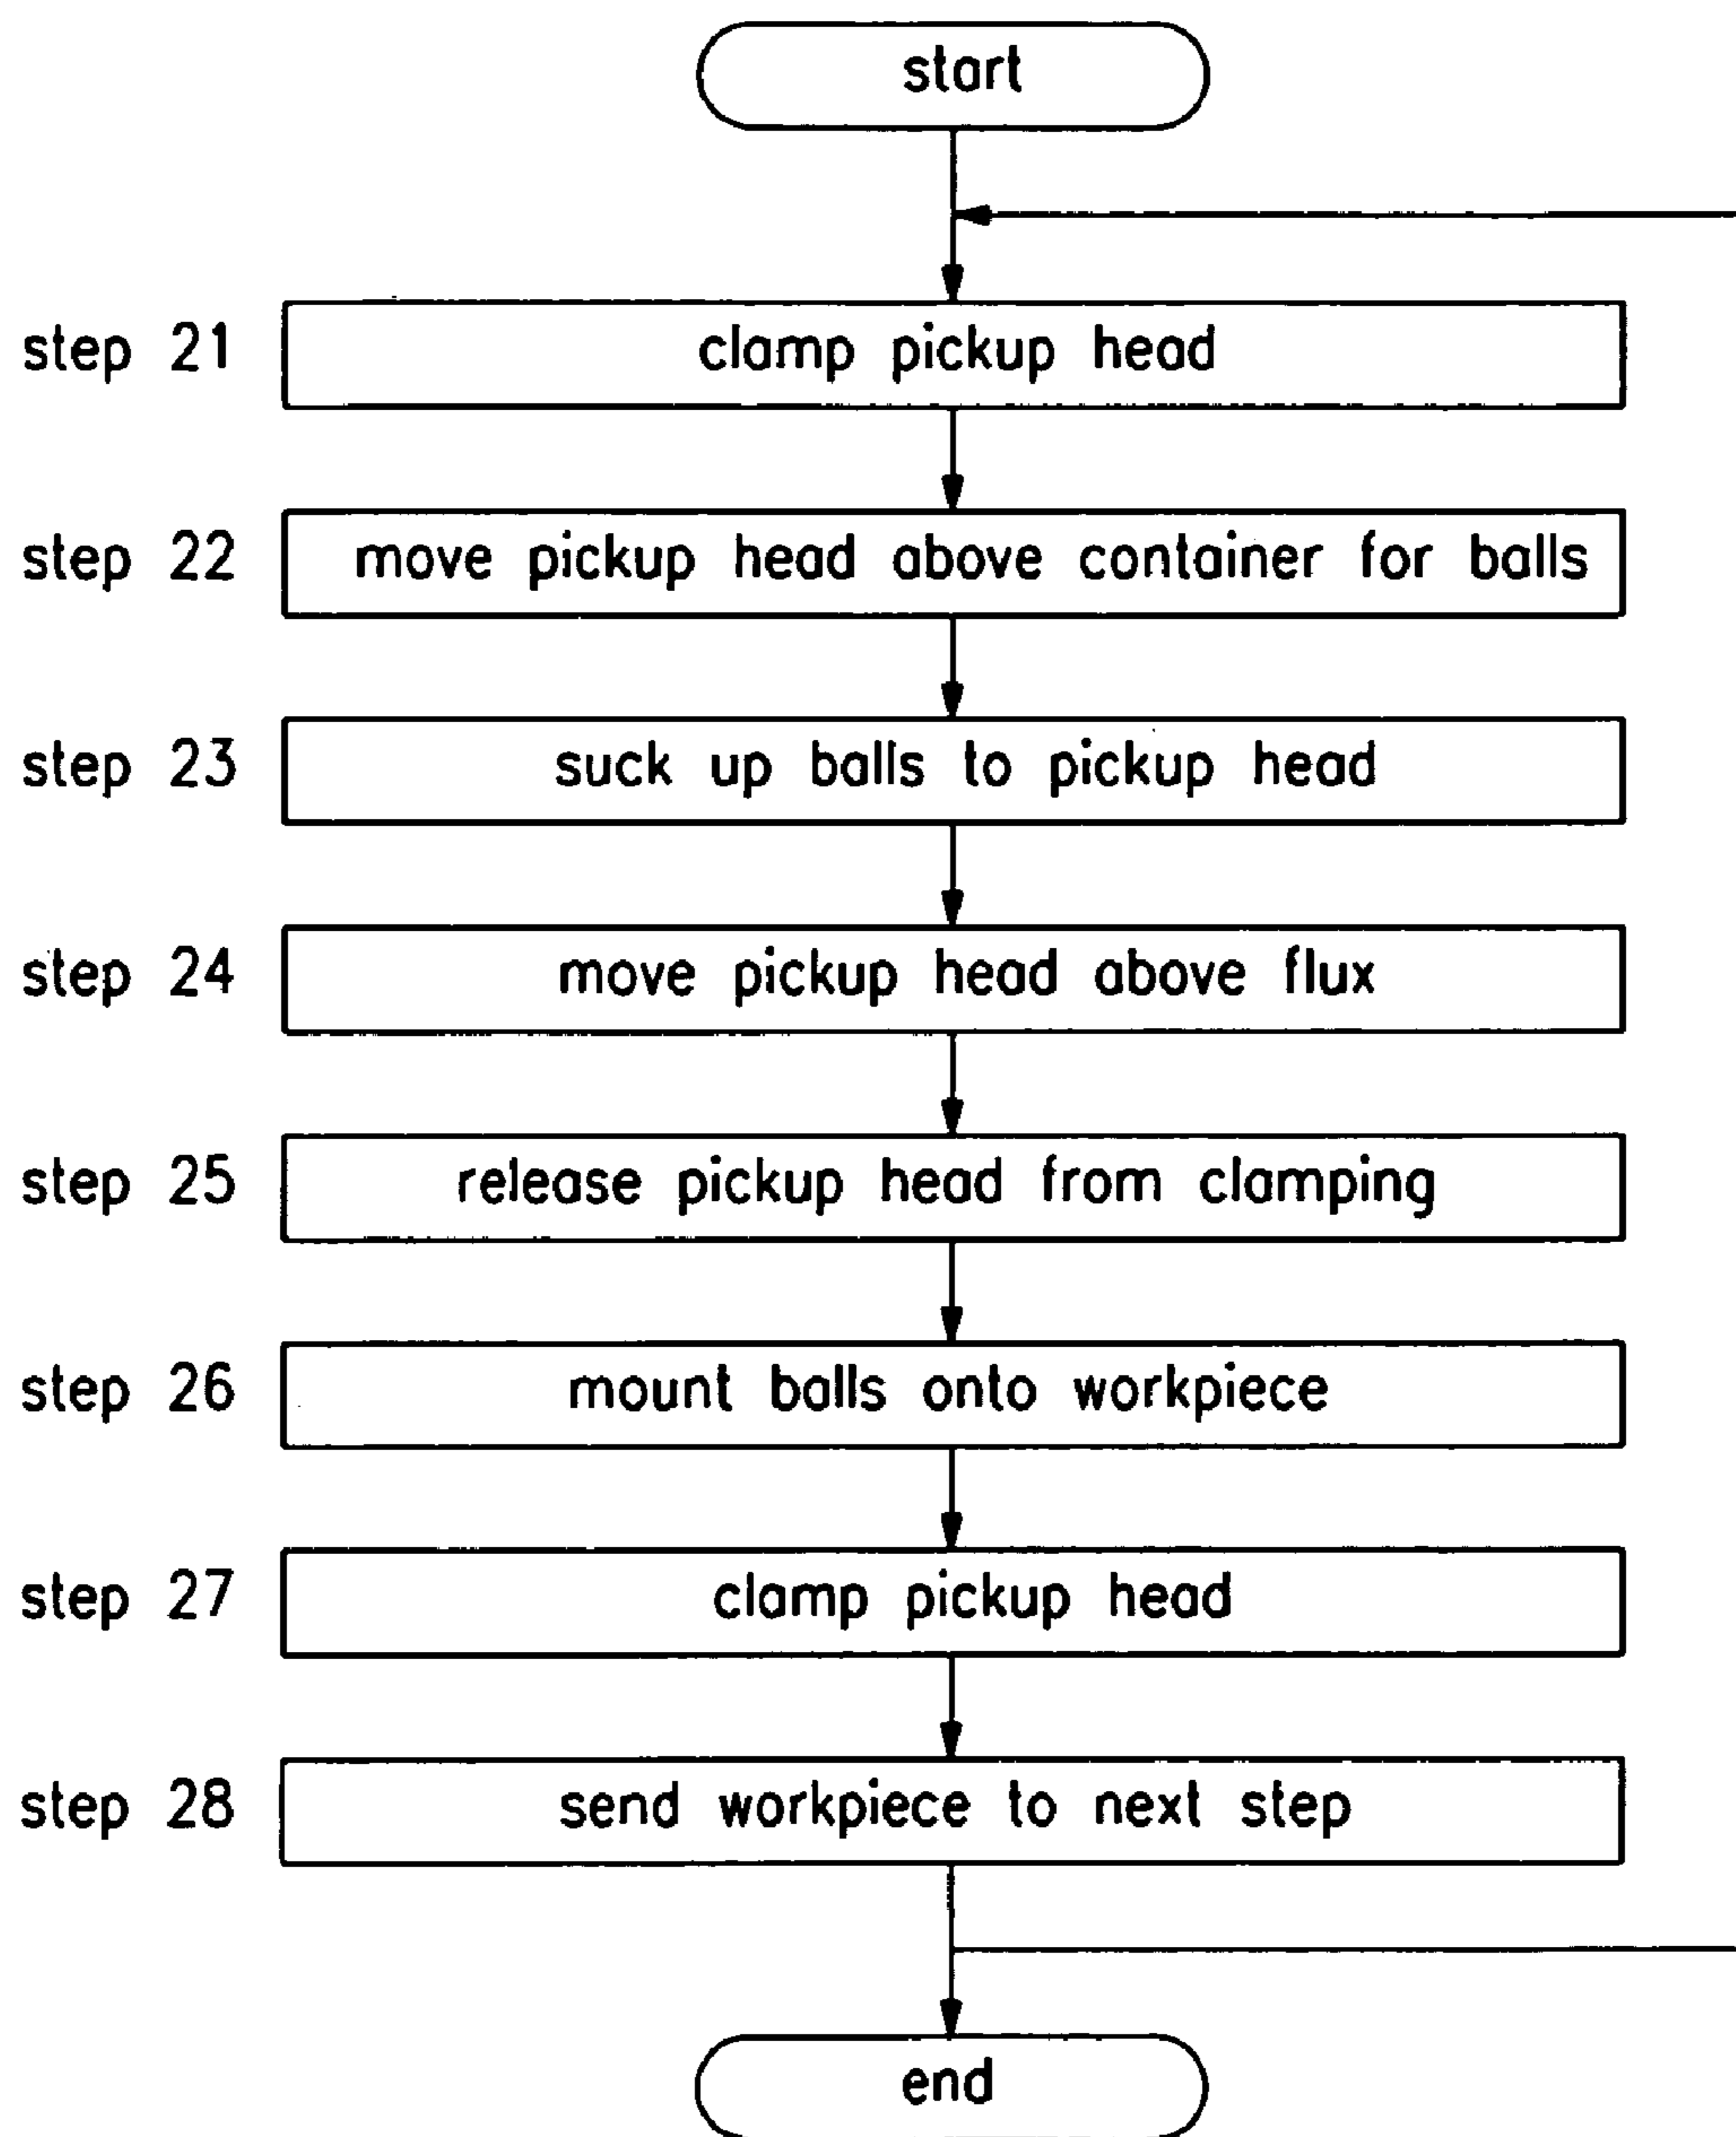 start
step 21 clamp pickup head
step 22 move pickup head above container for balls
step 23 suck up balls to pickup head
step 24 move pickup head above flux
step 25 release pickup head from clamping
step 26 mount balls onto workpiece
step 27 clamp pickup head
step 28 send workpiece to next step
end